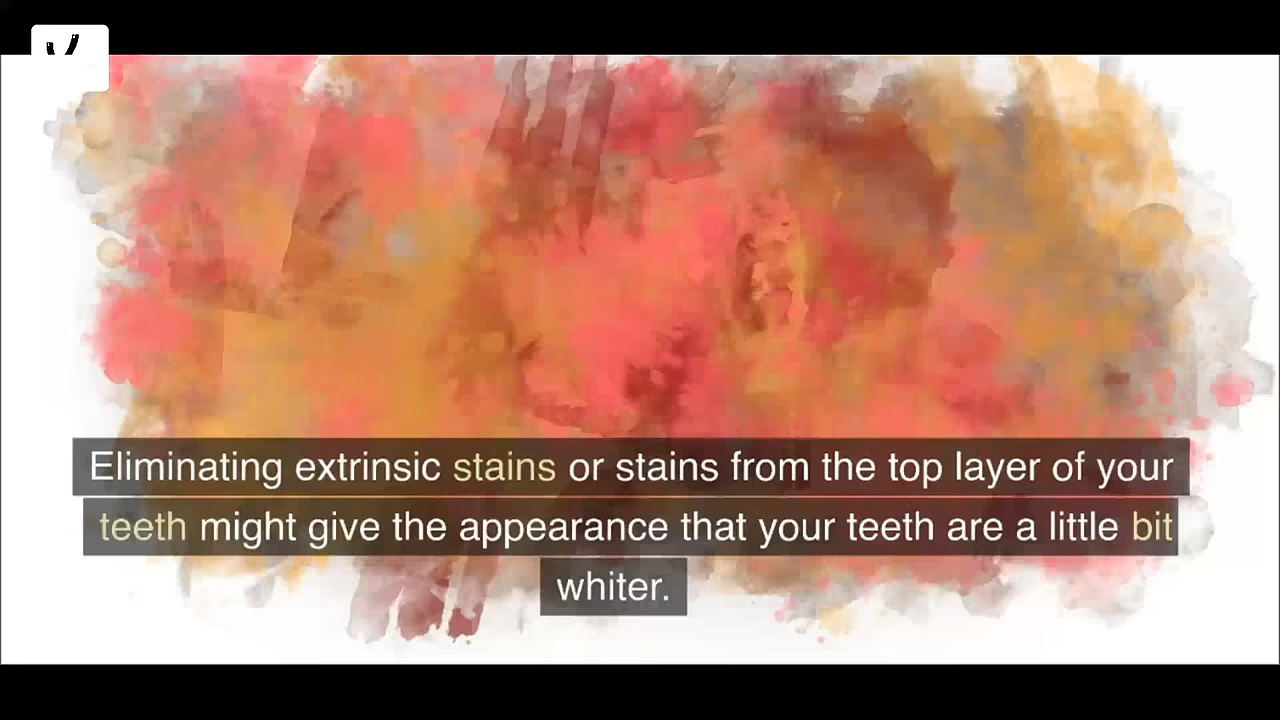 Eliminating extrinsic stains or stains from the top layer of your
teeth might give the appearance that your teeth are a little bit
whiter.